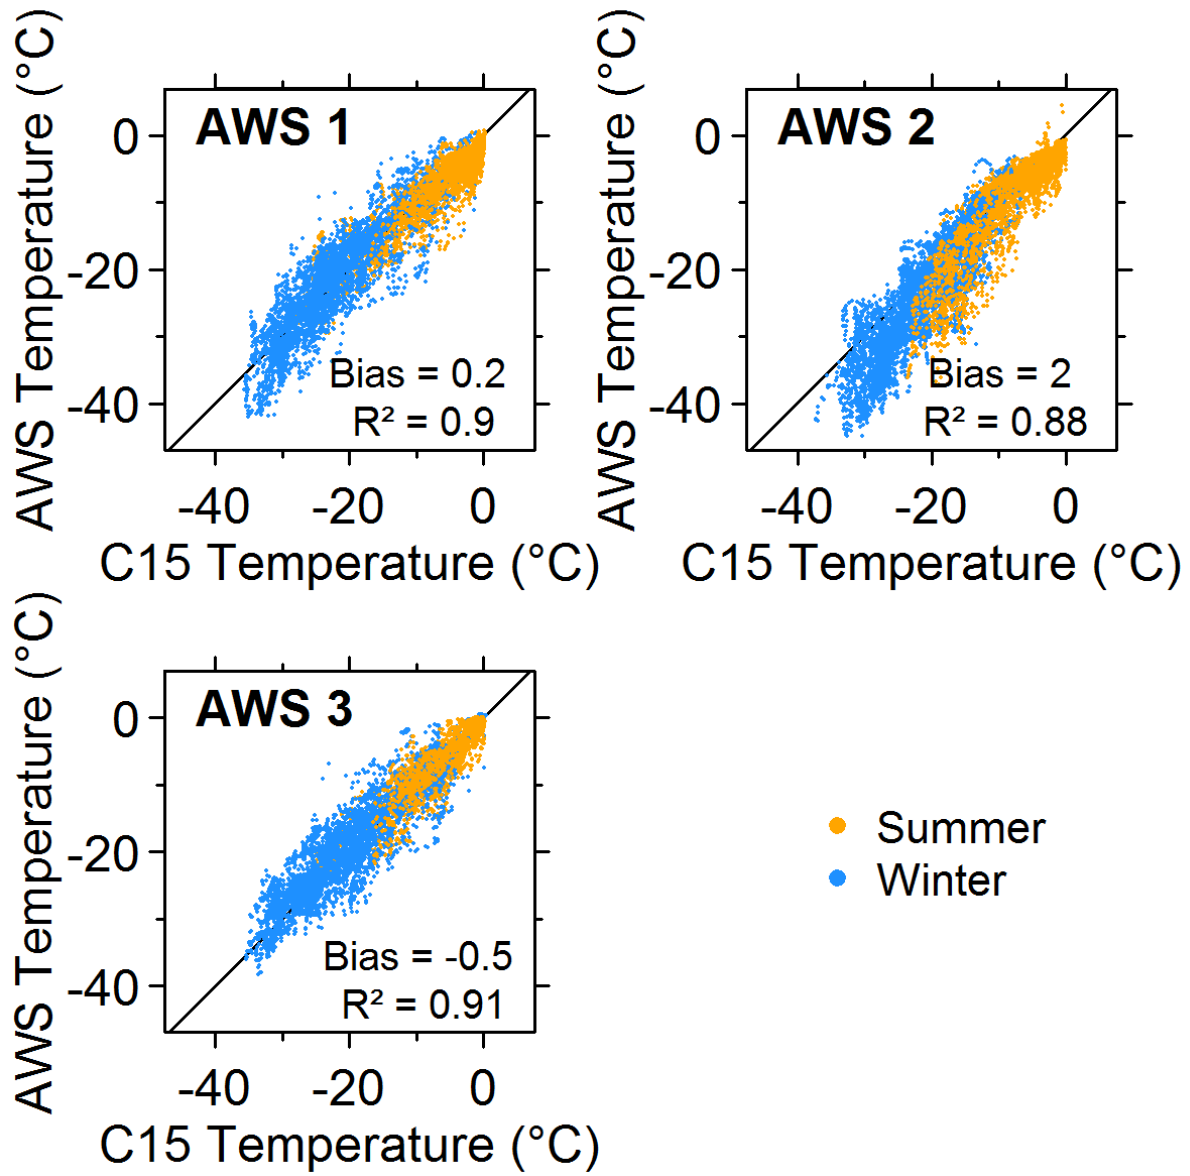 AWS Temperature (°C)
AWS 1
0
-20
-40
Bias = 0.2
R² = 0.9
-40 -20 0
C15 Temperature (°C)
AWS Temperature (°C)
AWS 2
0
-20
-40
Bias = 2
R² = 0.88
-40 -20 0
C15 Temperature (°C)
AWS Temperature (°C)
AWS 3
0
-20
-40
Bias = -0.5
R² = 0.91
-40 -20 0
C15 Temperature (°C)
Summer
Winter